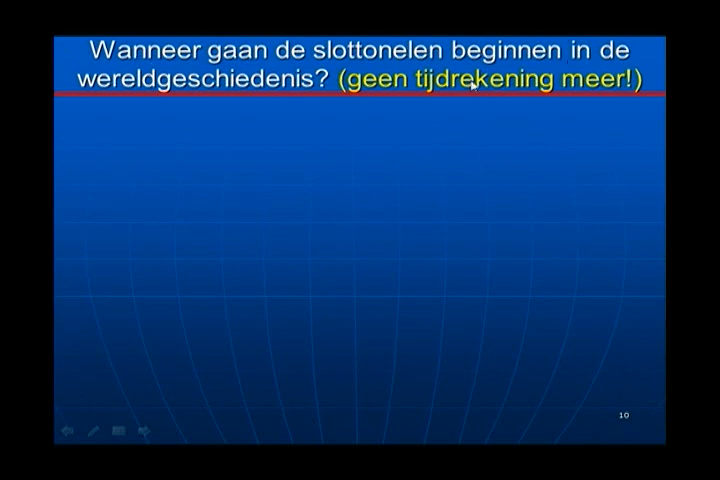 Wanneer gaan de slottonelen beginnen in de
wereldgeschiedenis? (geen tijdrekening meer!)
10